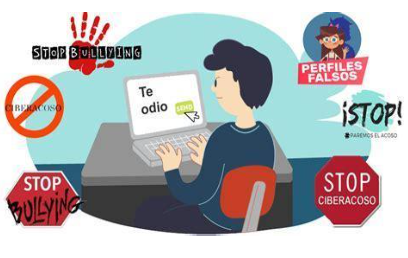 STOP BULLYING
CIBERACOSO
STOP
BULLYING
Te
odio
SEND
PERFILES
FALSOS
¡STOP!
#PAREMOS EL ACOSO
STOP
CIBERACOSO